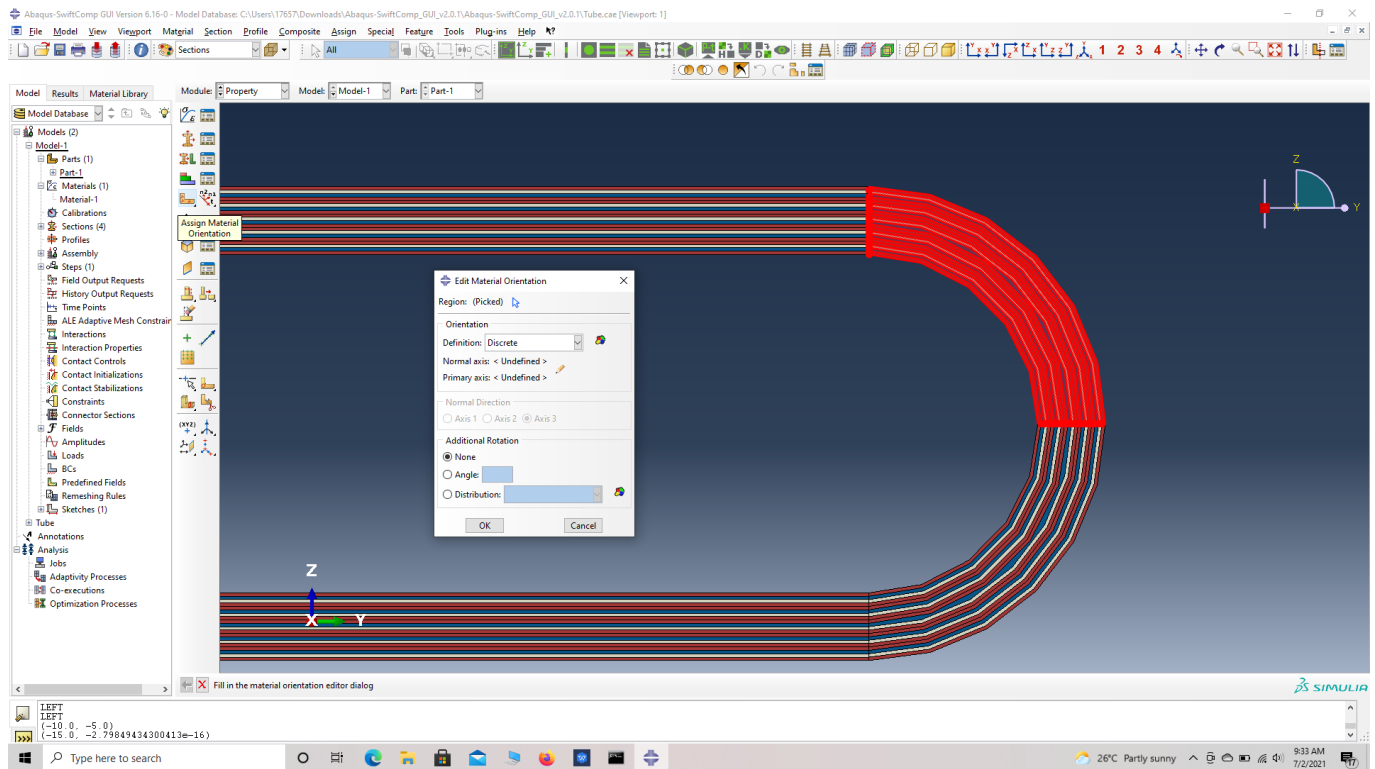 Abaqus-SwiftComp GUI Version 6.16-0 - Model Database: C:\Users\17657\Downloads\Abaqus-SwiftComp_GUI_v2.0.1\Abaqus-SwiftComp_GUI_v2.0.1\Tube.cae [Viewport: 1]
File Model View Viewport Material Section Profile Composite Assign Special Feature Tools Plug-ins Help
Sections All 1 2 3 4
Model Results Material Library Module: Property Model: Model-1 Part: Part-1
Model Database
Models (2)
Model-1
Parts (1)
Part-1
Materials (1)
Material-1
Calibrations
Sections (4)
Profiles
Assembly
Steps (1)
Field Output Requests
History Output Requests
Time Points
ALE Adaptive Mesh Constrain
Interactions
Interaction Properties
Contact Controls
Contact Initializations
Contact Stabilizations
Constraints
Connector Sections
Fields
Amplitudes
Loads
BCs
Predefined Fields
Remeshing Rules
Sketches (1)
Tube
Annotations
Analysis
Jobs
Adaptivity Processes
Co-executions
Optimization Processes
Assign Material
Orientation
(XYZ)
Z
X Y
Edit Material Orientation
Region: (Picked)
Orientation
Definition: Discrete
Normal axis: < Undefined >
Primary axis: < Undefined >
Normal Direction
Axis 1 Axis 2 Axis 3
Additional Rotation
None
Angle:
Distribution:
OK Cancel
Z
X Y
Fill in the material orientation editor dialog
SIMULIA
LEFT
LEFT
(-10.0, -5.0)
(-15.0, -2.79849434300413e-16)
Type here to search
26°C Partly sunny
9:33 AM
7/2/2021